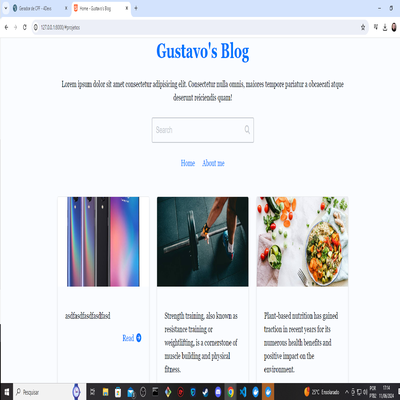 Gerador de CPF - 4Devs
Home - Gustavo's Blog
127.0.0.1:8000/#projetos
Gustavo's Blog
Lorem ipsum dolor sit amet consectetur adipisicing elit. Consectetur nulla omnis, maiores tempore pariatur a obcaecati atque
deserunt reiciendis quam!
Search
Home About me
asdfasdfasdfasdfasd
Read
Strength training, also known as
resistance training or
weightlifting, is a cornerstone of
muscle building and physical
fitness.
Plant-based nutrition has gained
traction in recent years for its
numerous health benefits and
positive impact on the
environment.
Pesquisar
25°C Ensolarado
POR
PTB2
17:14
11/06/2024